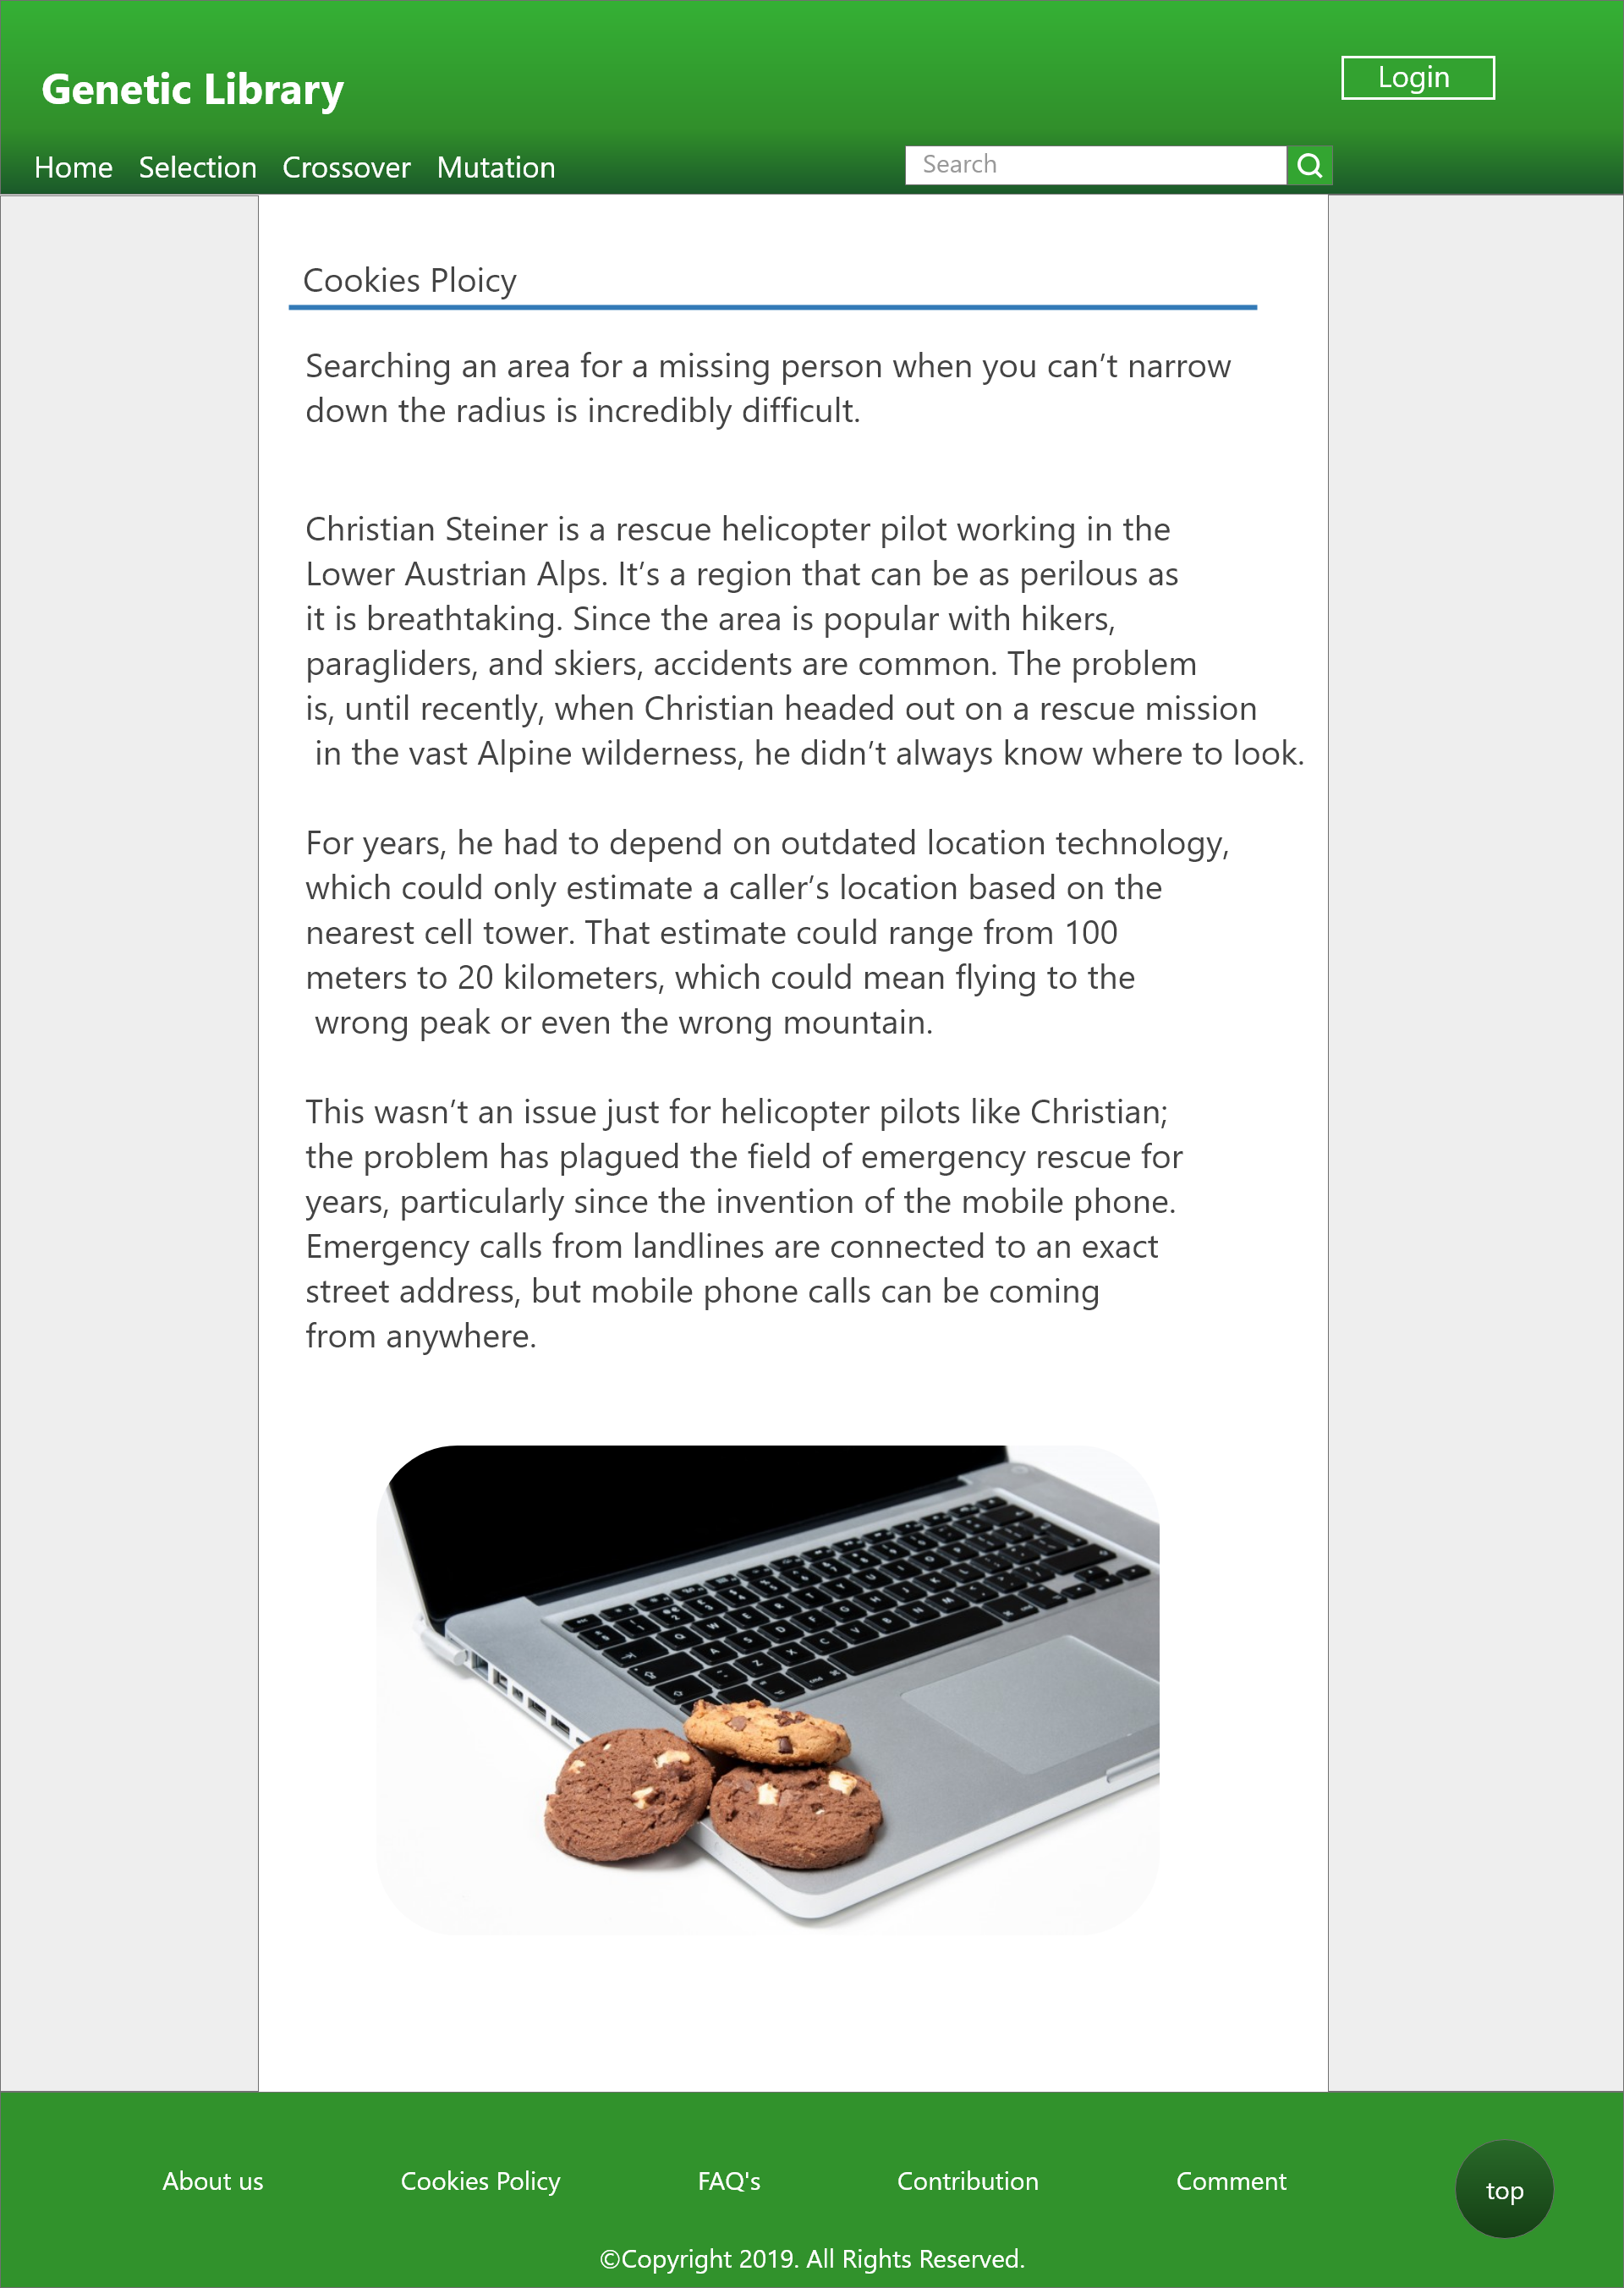 Genetic Library
Login
Home Selection Crossover Mutation
Search
Cookies Ploicy
Searching an area for a missing person when you can’t narrow
down the radius is incredibly difficult.
Christian Steiner is a rescue helicopter pilot working in the
Lower Austrian Alps. It’s a region that can be as perilous as
it is breathtaking. Since the area is popular with hikers,
paragliders, and skiers, accidents are common. The problem
is, until recently, when Christian headed out on a rescue mission
in the vast Alpine wilderness, he didn’t always know where to look.
For years, he had to depend on outdated location technology,
which could only estimate a caller’s location based on the
nearest cell tower. That estimate could range from 100
meters to 20 kilometers, which could mean flying to the
wrong peak or even the wrong mountain.
This wasn’t an issue just for helicopter pilots like Christian;
the problem has plagued the field of emergency rescue for
years, particularly since the invention of the mobile phone.
Emergency calls from landlines are connected to an exact
street address, but mobile phone calls can be coming
from anywhere.
About us Cookies Policy FAQ's Contribution Comment
top
©Copyright 2019. All Rights Reserved.